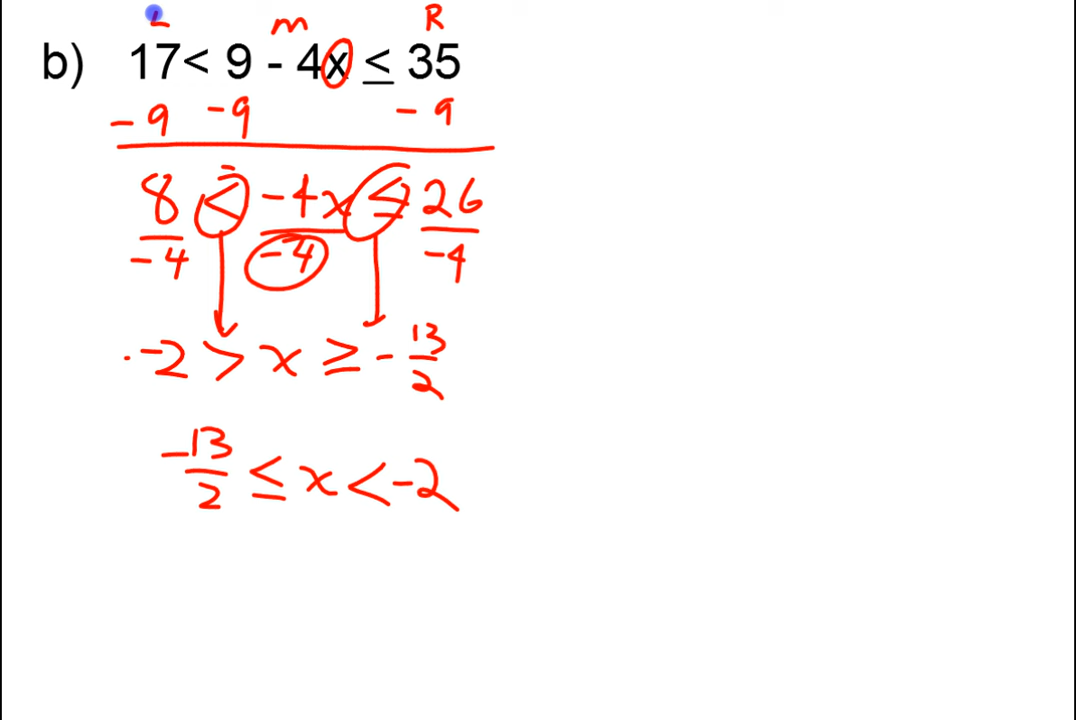 L m R
b) 17< 9 - 4x ≤ 35
-9 -9 -9
8 < -4x ≤ 26
-4 -4 -4
-2 > x ≥ -13/2
-13/2 ≤ x < -2